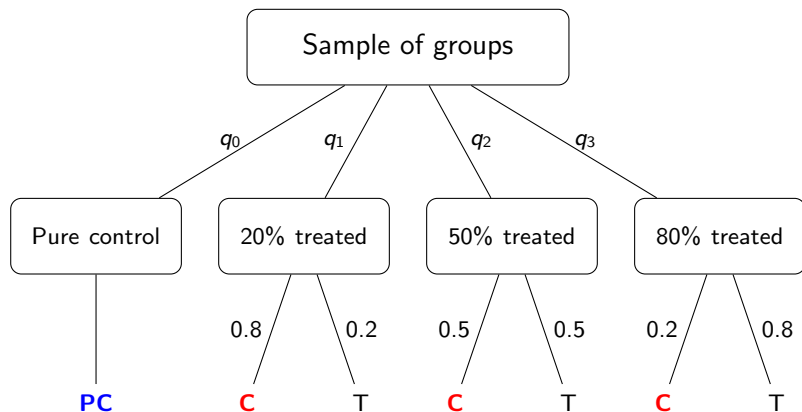 Sample of groups
q0 q1 q2 q3
Pure control 20% treated 50% treated 80% treated
0.8 0.2 0.5 0.5 0.2 0.8
PC C T C T C T